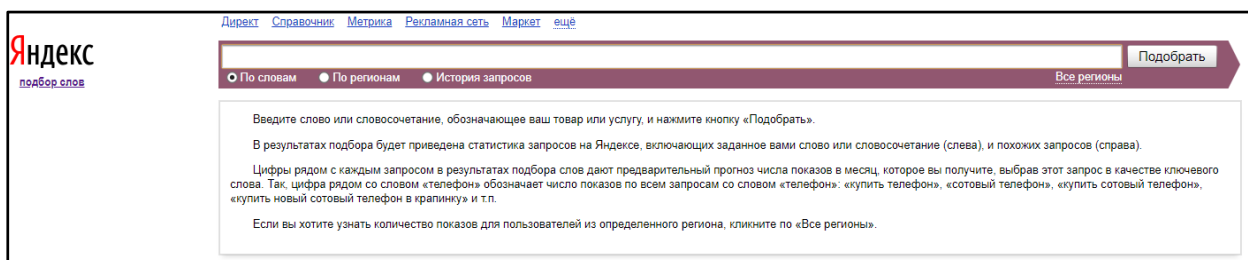 Директ Справочник Метрика Рекламная сеть Маркет ещё
Яндекс
подбор слов
Подобрать
По словам По регионам История запросов Все регионы
Введите слово или словосочетание, обозначающее ваш товар или услугу, и нажмите кнопку «Подобрать».
В результатах подбора будет приведена статистика запросов на Яндексе, включающих заданное вами слово или словосочетание (слева), и похожих запросов (справа).
Цифры рядом с каждым запросом в результатах подбора слов дают предварительный прогноз числа показов в месяц, которое вы получите, выбрав этот запрос в качестве ключевого
слова. Так, цифра рядом со словом «телефон» обозначает число показов по всем запросам со словом «телефон»: «купить телефон», «сотовый телефон», «купить сотовый телефон»,
«купить новый сотовый телефон в крапинку» и т.п.
Если вы хотите узнать количество показов для пользователей из определенного региона, кликните по «Все регионы».